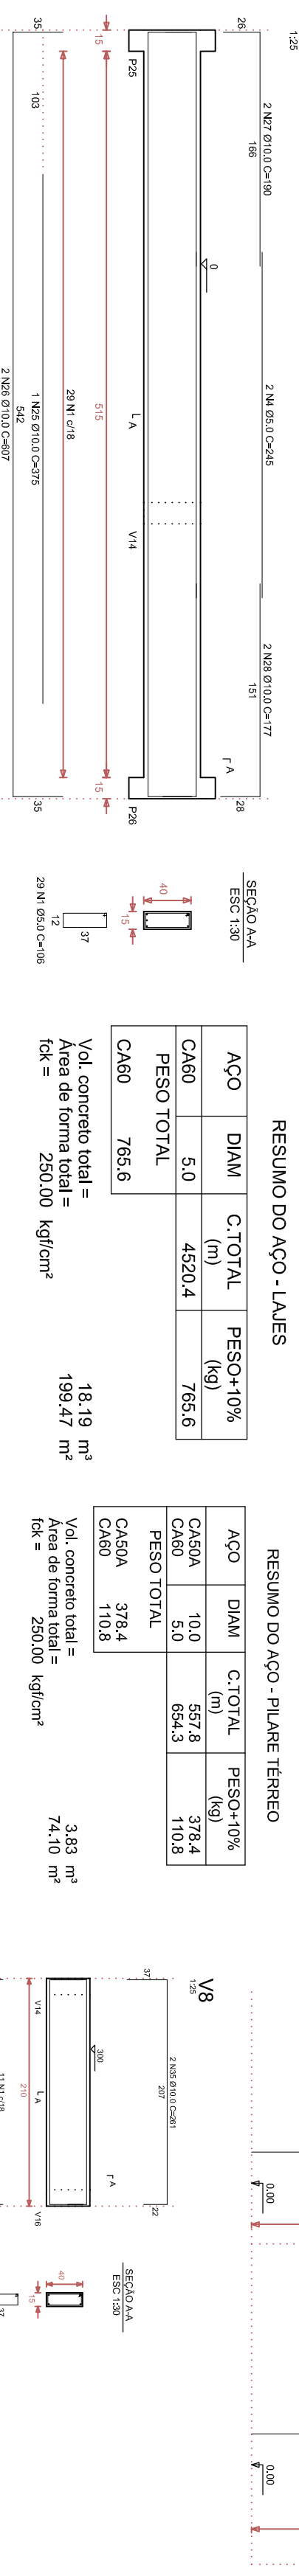 1:25
26
2 N27 Ø10.0 C=190
166
2 N4 Ø5.0 C=245
2 N28 Ø10.0 C=177
151
28
0
A
L A
V14
15
P25
515
15
P26
29 N1 c/18
35
103
1 N25 Ø10.0 C=375
542
2 N26 Ø10.0 C=607
35
SEÇÃO A-A
ESC 1:30
40
15
37
12
29 N1 Ø5.0 C=106
RESUMO DO AÇO - LAJES
AÇO DIAM C.TOTAL PESO+10%
(m) (kg)
CA60 5.0 4520.4 765.6
PESO TOTAL
CA60 765.6
Vol. concreto total = 18.19 m³
Área de forma total = 199.47 m²
fck = 250.00 kgf/cm²
RESUMO DO AÇO - PILARE TÉRREO
AÇO DIAM C.TOTAL PESO+10%
(m) (kg)
CA50A 10.0 557.8 378.4
CA60 5.0 654.3 110.8
PESO TOTAL
CA50A 378.4
CA60 110.8
Vol. concreto total = 3.83 m³
Área de forma total = 74.10 m²
fck = 250.00 kgf/cm²
V8
1:25
2 N35 Ø10.0 C=261
207
37
22
300
A
L A
V14
V16
210
11 N1 c/18
SEÇÃO A-A
ESC 1:30
40
15
37
0.00
0.00